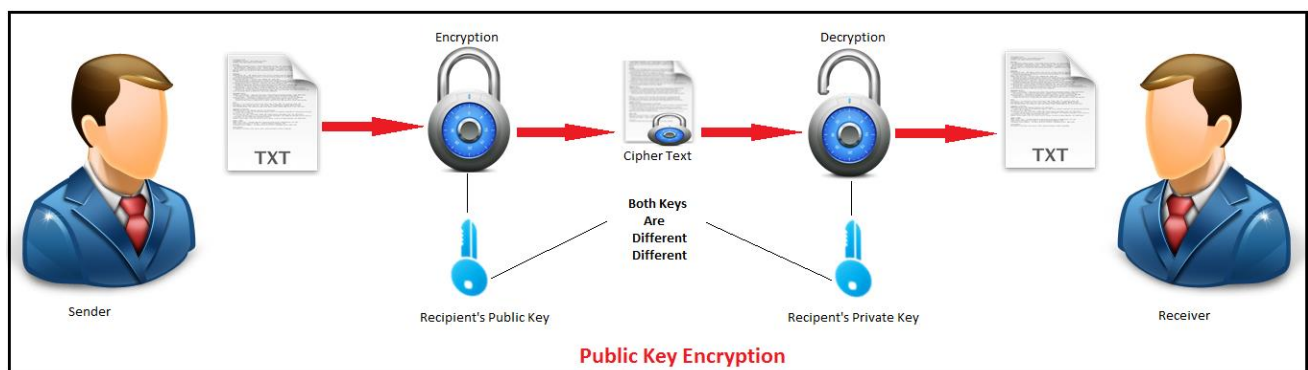 Encryption
Decryption
TXT
Cipher Text
TXT
Both Keys
Are
Different
Different
Sender
Recipient's Public Key
Recipent's Private Key
Receiver
Public Key Encryption